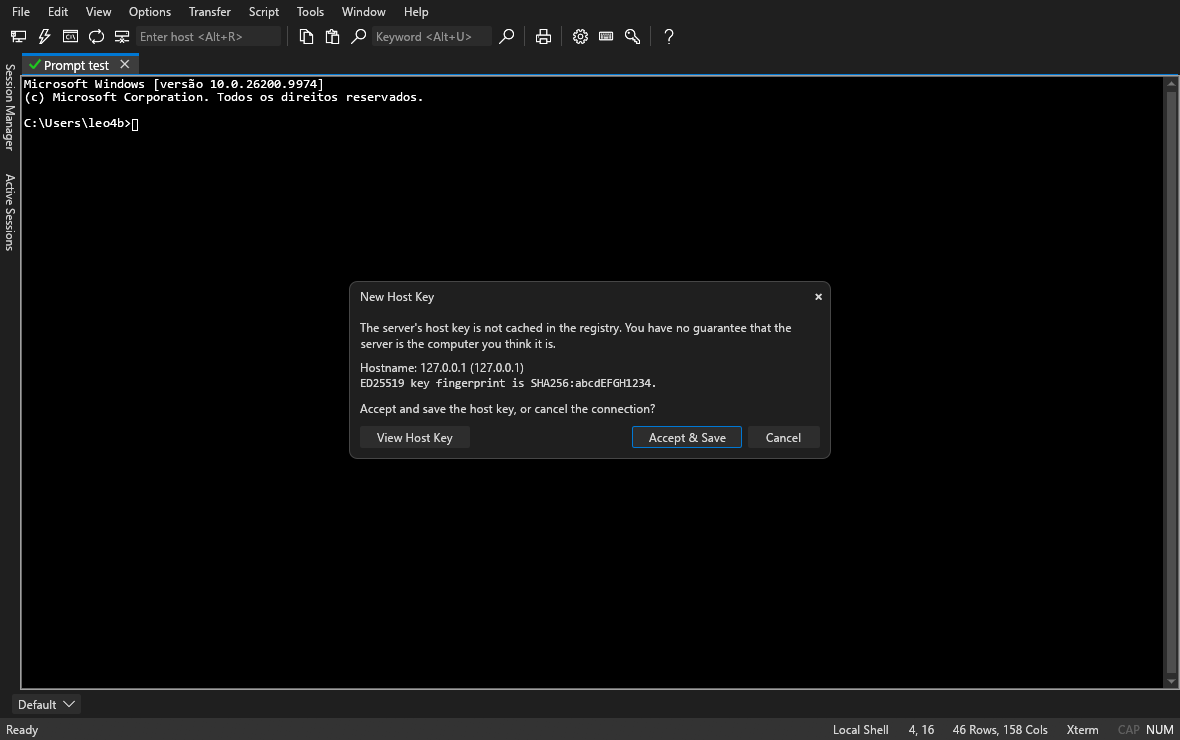 File Edit View Options Transfer Script Tools Window Help
Enter host <Alt+R> Keyword <Alt+U>
Session Manager
Active Sessions
Prompt test
Microsoft Windows [versão 10.0.26200.9974]
(c) Microsoft Corporation. Todos os direitos reservados.
C:\Users\leo4b>
New Host Key
The server's host key is not cached in the registry. You have no guarantee that the
server is the computer you think it is.
Hostname: 127.0.0.1 (127.0.0.1)
ED25519 key fingerprint is SHA256:abcdEFGH1234.
Accept and save the host key, or cancel the connection?
View Host Key Accept & Save Cancel
Default
Ready Local Shell 4, 16 46 Rows, 158 Cols Xterm CAP NUM